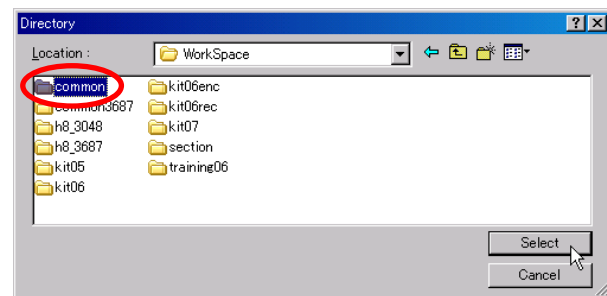 Directory
Location :
WorkSpace
common
common3687
h8_3048
h8_3687
kit05
kit06
kit06enc
kit06rec
kit07
section
training06
Select
Cancel